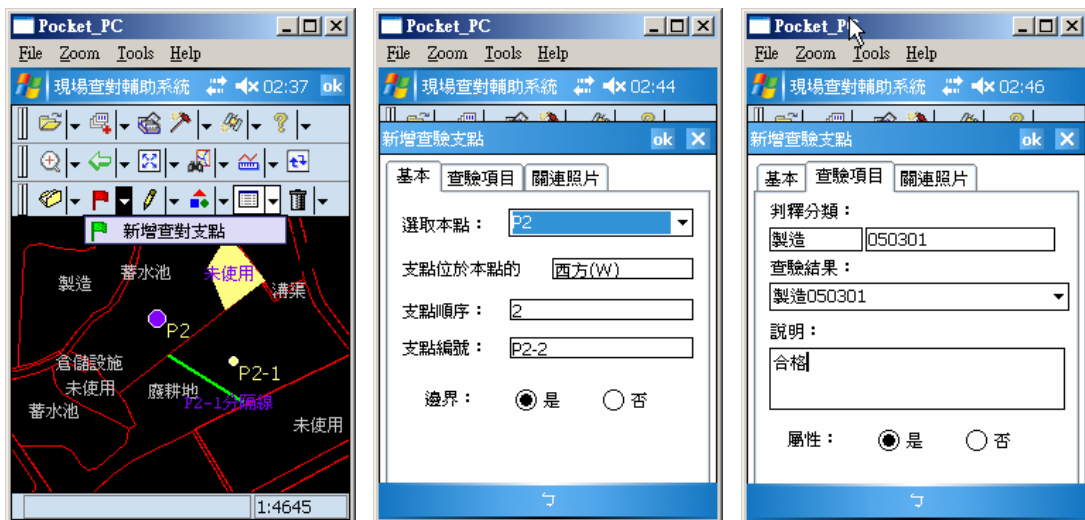 Pocket_PC
File Zoom Tools Help
現場查對輔助系統 02:37 ok
新增查對支點
製造
蓄水池
未使用
溝渠
P2
倉儲設施
P2-1
未使用
廢耕地
P2-1分隔線
蓄水池
未使用
1:4645
Pocket_PC
File Zoom Tools Help
現場查對輔助系統 02:44
新增查驗支點 ok
基本 查驗項目 關連照片
選取本點： P2
支點位於本點的 西方(W)
支點順序： 2
支點編號： P2-2
邊界： 是 否
ㄅ
Pocket_PC
File Zoom Tools Help
現場查對輔助系統 02:46
新增查驗支點 ok
基本 查驗項目 關連照片
判釋分類：
製造 050301
查驗結果：
製造050301
說明：
合格
屬性： 是 否
ㄅ